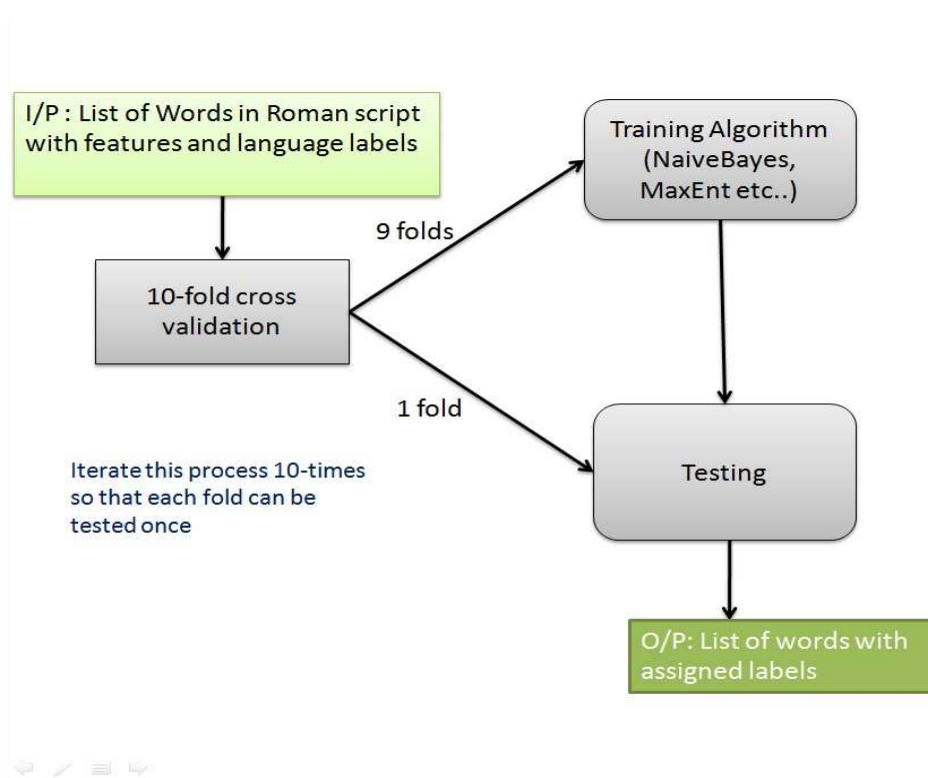 I/P : List of Words in Roman script
with features and language labels
Training Algorithm
(NaiveBayes,
MaxEnt etc..)
9 folds
10-fold cross
validation
1 fold
Iterate this process 10-times
so that each fold can be
tested once
Testing
O/P: List of words with
assigned labels